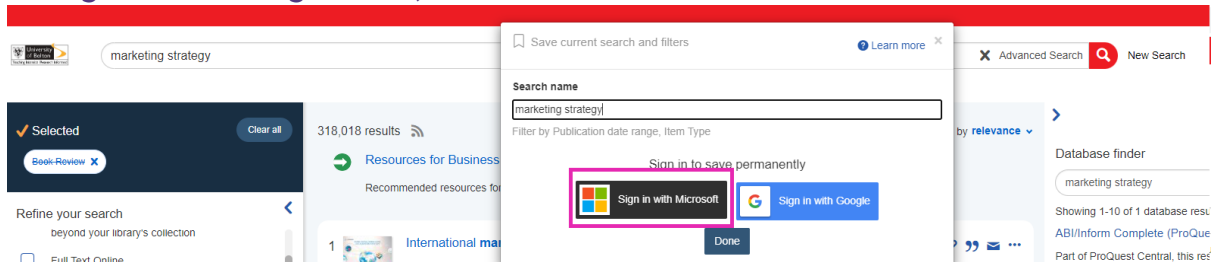 University
of Bolton
marketing strategy
Save current search and filters
Learn more
×
Search name
marketing strategy
Filter by Publication date range, Item Type
Sign in to save permanently
Sign in with Microsoft
Sign in with Google
Done
X Advanced Search
New Search
Selected
Clear all
Book Review X
Refine your search
beyond your library's collection
Full Text Online
318,018 results
by relevance
Resources for Business
Recommended resources for
1
International
Database finder
marketing strategy
Showing 1-10 of 1 database
ABI/Inform Complete
Part of ProQuest Central, this